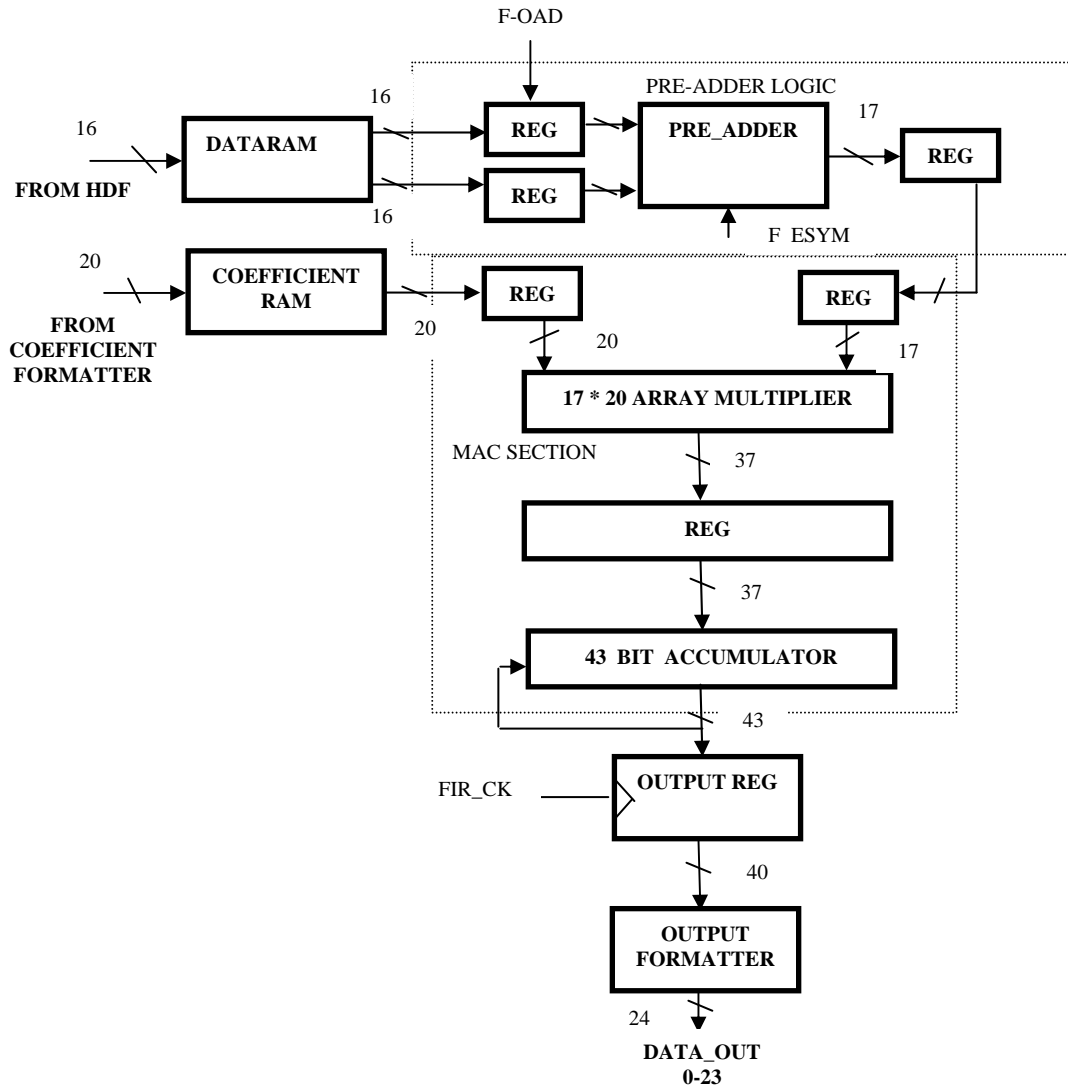 F-OAD
PRE-ADDER LOGIC
16
17
16
DATARAM
REG
PRE_ADDER
REG
FROM HDF
REG
16
F ESYM
20
COEFFICIENT
RAM
REG
REG
20
FROM
COEFFICIENT
FORMATTER
20
17
17 * 20 ARRAY MULTIPLIER
MAC SECTION
37
REG
37
43 BIT ACCUMULATOR
43
OUTPUT REG
FIR_CK
40
OUTPUT
FORMATTER
24
DATA_OUT
0-23